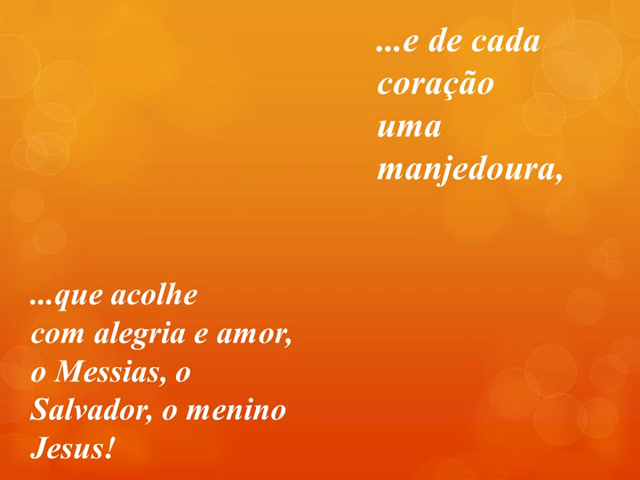 ...e de cada
coração
uma
manjedoura,
...que acolhe
com alegria e amor,
o Messias, o
Salvador, o menino
Jesus!